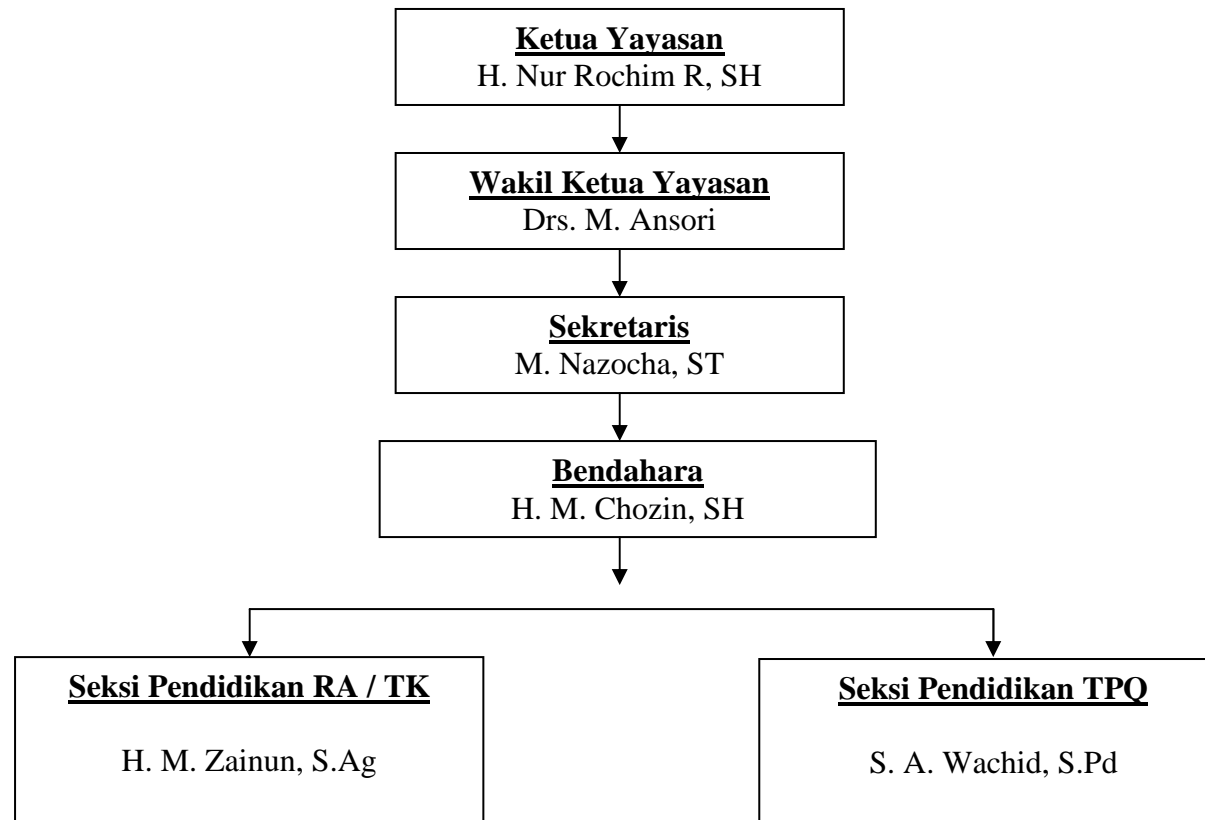 Ketua Yayasan
H. Nur Rochim R, SH
Wakil Ketua Yayasan
Drs. M. Ansori
Sekretaris
M. Nazocha, ST
Bendahara
H. M. Chozin, SH
Seksi Pendidikan RA / TK
H. M. Zainun, S.Ag
Seksi Pendidikan TPQ
S. A. Wachid, S.Pd